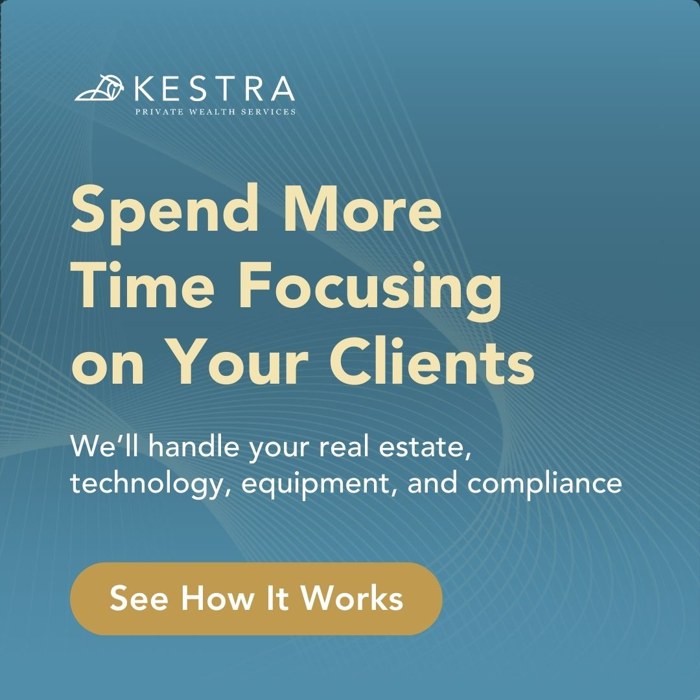 KESTRA
PRIVATE WEALTH SERVICES
Spend More
Time Focusing
on Your Clients
We’ll handle your real estate,
technology, equipment, and compliance
See How It Works